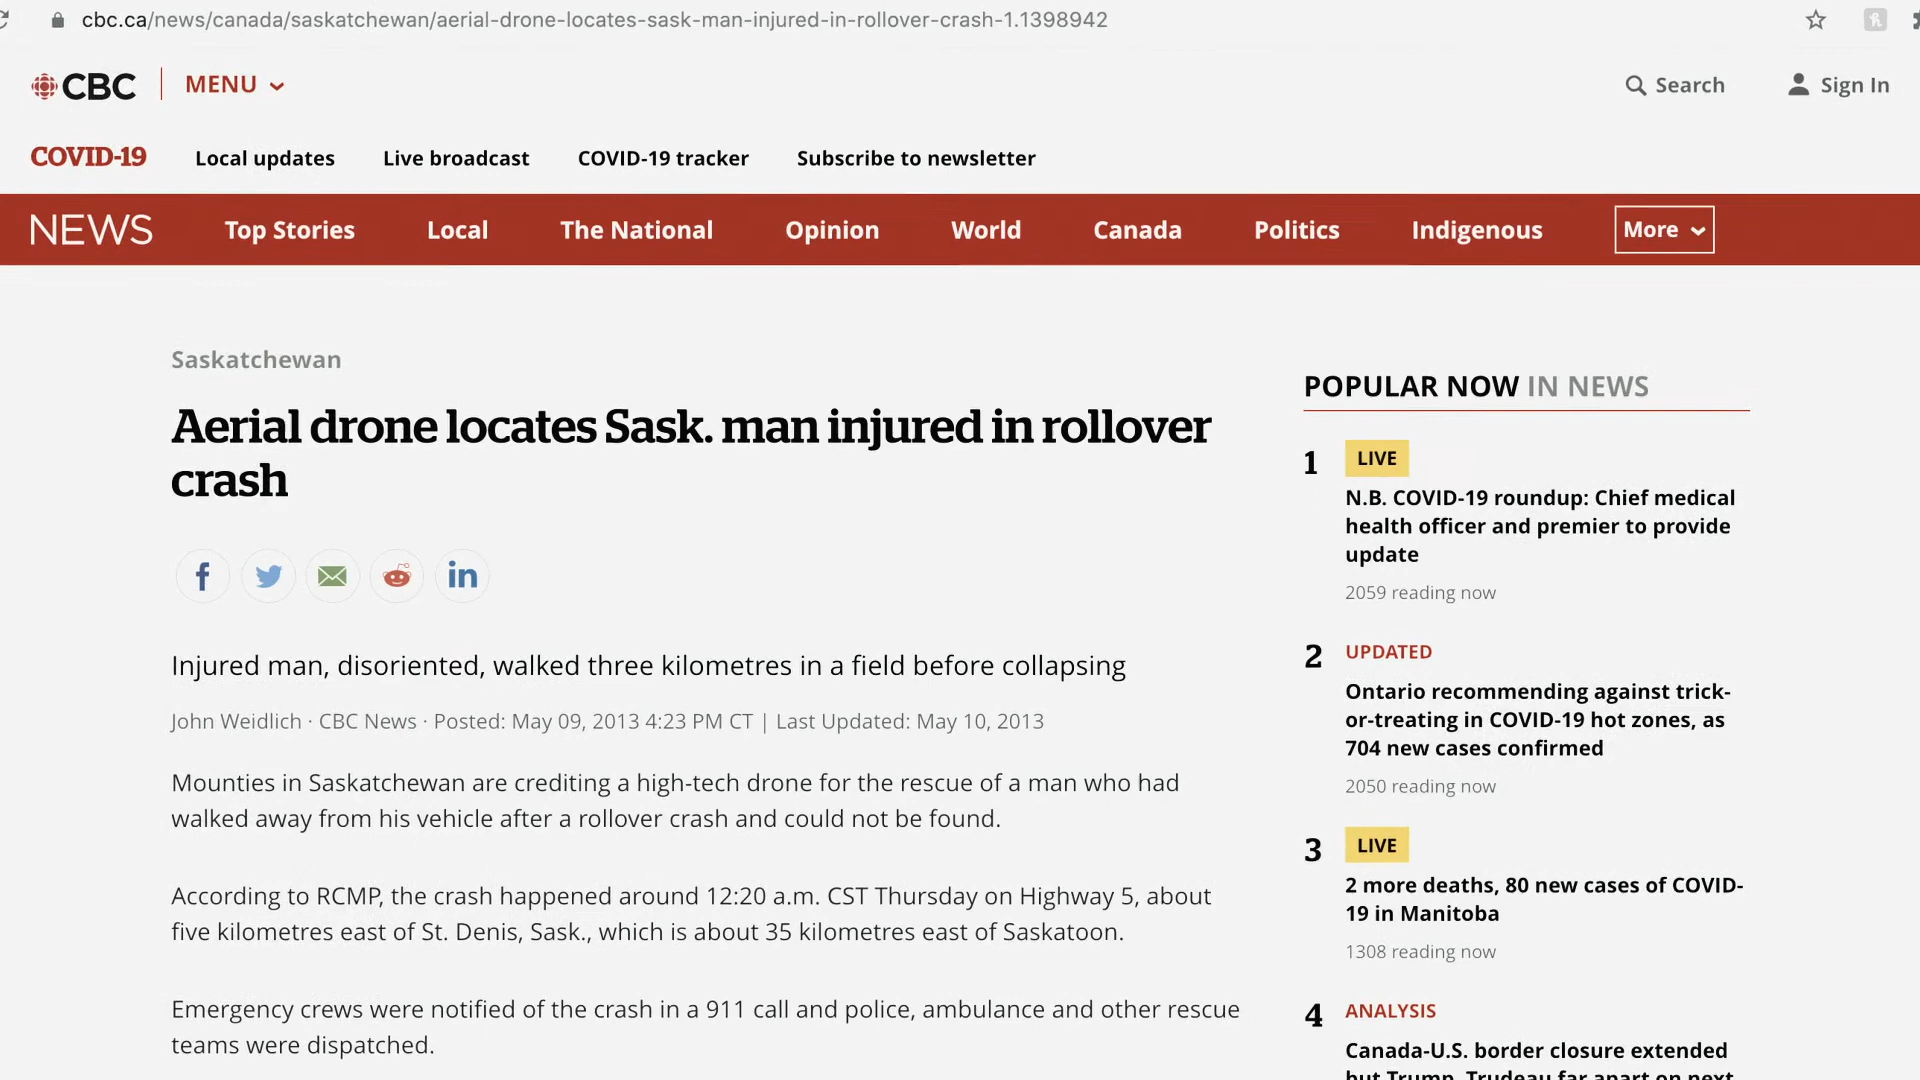 cbc.ca/news/canada/saskatchewan/aerial-drone-locates-sask-man-injured-in-rollover-crash-1.1398942
CBC MENU Search Sign In
COVID-19 Local updates Live broadcast COVID-19 tracker Subscribe to newsletter
NEWS Top Stories Local The National Opinion World Canada Politics Indigenous More
Saskatchewan
Aerial drone locates Sask. man injured in rollover
crash
Injured man, disoriented, walked three kilometres in a field before collapsing
John Weidlich · CBC News · Posted: May 09, 2013 4:23 PM CT | Last Updated: May 10, 2013
Mounties in Saskatchewan are crediting a high-tech drone for the rescue of a man who had
walked away from his vehicle after a rollover crash and could not be found.
According to RCMP, the crash happened around 12:20 a.m. CST Thursday on Highway 5, about
five kilometres east of St. Denis, Sask., which is about 35 kilometres east of Saskatoon.
Emergency crews were notified of the crash in a 911 call and police, ambulance and other rescue
teams were dispatched.
POPULAR NOW IN NEWS
1 LIVE
N.B. COVID-19 roundup: Chief medical
health officer and premier to provide
update
2059 reading now
2 UPDATED
Ontario recommending against trick-
or-treating in COVID-19 hot zones, as
704 new cases confirmed
2050 reading now
3 LIVE
2 more deaths, 80 new cases of COVID-
19 in Manitoba
1308 reading now
4 ANALYSIS
Canada-U.S. border closure extended
but Trump, Trudeau far apart on next